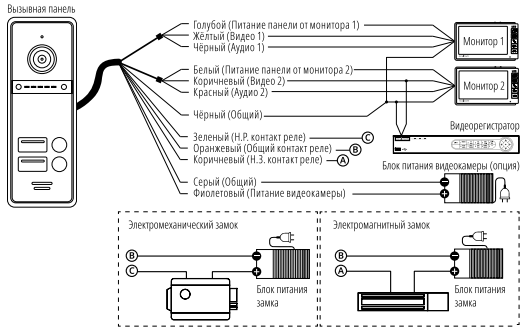 Вызывная панель
Голубой (Питание панели от монитора 1)
Жёлтый (Видео 1)
Чёрный (Аудио 1)
Монитор 1
Белый (Питание панели от монитора 2)
Коричневый (Видео 2)
Красный (Аудио 2)
Монитор 2
Чёрный (Общий)
Видеорегистратор
Зеленый (Н.Р. контакт реле)
C
Оранжевый (Общий контакт реле)
B
Коричневый (Н.З. контакт реле)
A
Блок питания видеокамеры (опция)
Серый (Общий)
Фиолетовый (Питание видеокамеры)
Электромеханический замок
B
C
Блок питания
замка
Электромагнитный замок
B
A
Блок питания
замка